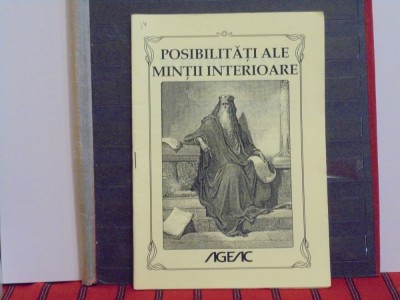 POSIBILITĂȚI ALE
MINȚII INTERIOARE
AGEAC